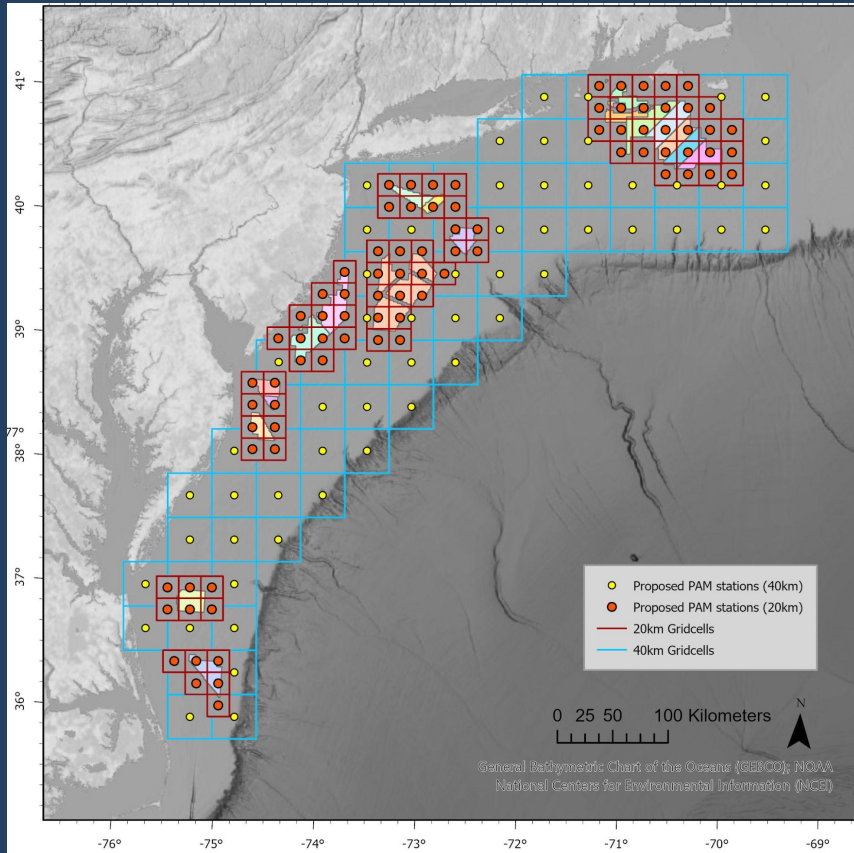 41°
40°
39°
77°
38°
37°
36°
Proposed PAM stations (40km)
Proposed PAM stations (20km)
20km Gridcells
40km Gridcells
0 25 50 100 Kilometers
N
General Bathymetric Chart of the Oceans (GEBCO); NOAA
National Centers for Environmental Information (NCEI)
-76° -75° -74° -73° -72° -71° -70° -69°